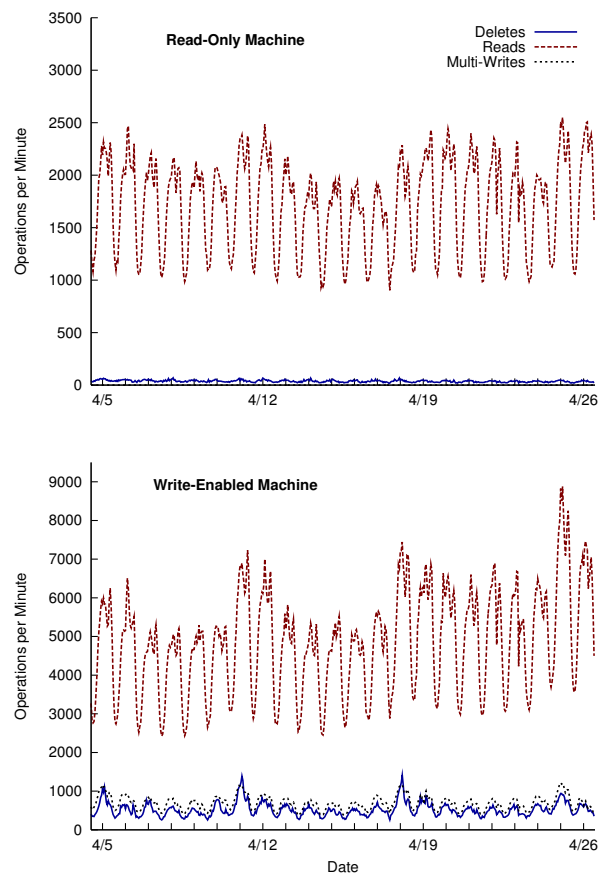 Read-Only Machine
Deletes
Reads
Multi-Writes
3500
3000
2500
2000
1500
1000
500
0
Operations per Minute
4/5 4/12 4/19 4/26
Write-Enabled Machine
9000
8000
7000
6000
5000
4000
3000
2000
1000
0
Operations per Minute
4/5 4/12 4/19 4/26
Date